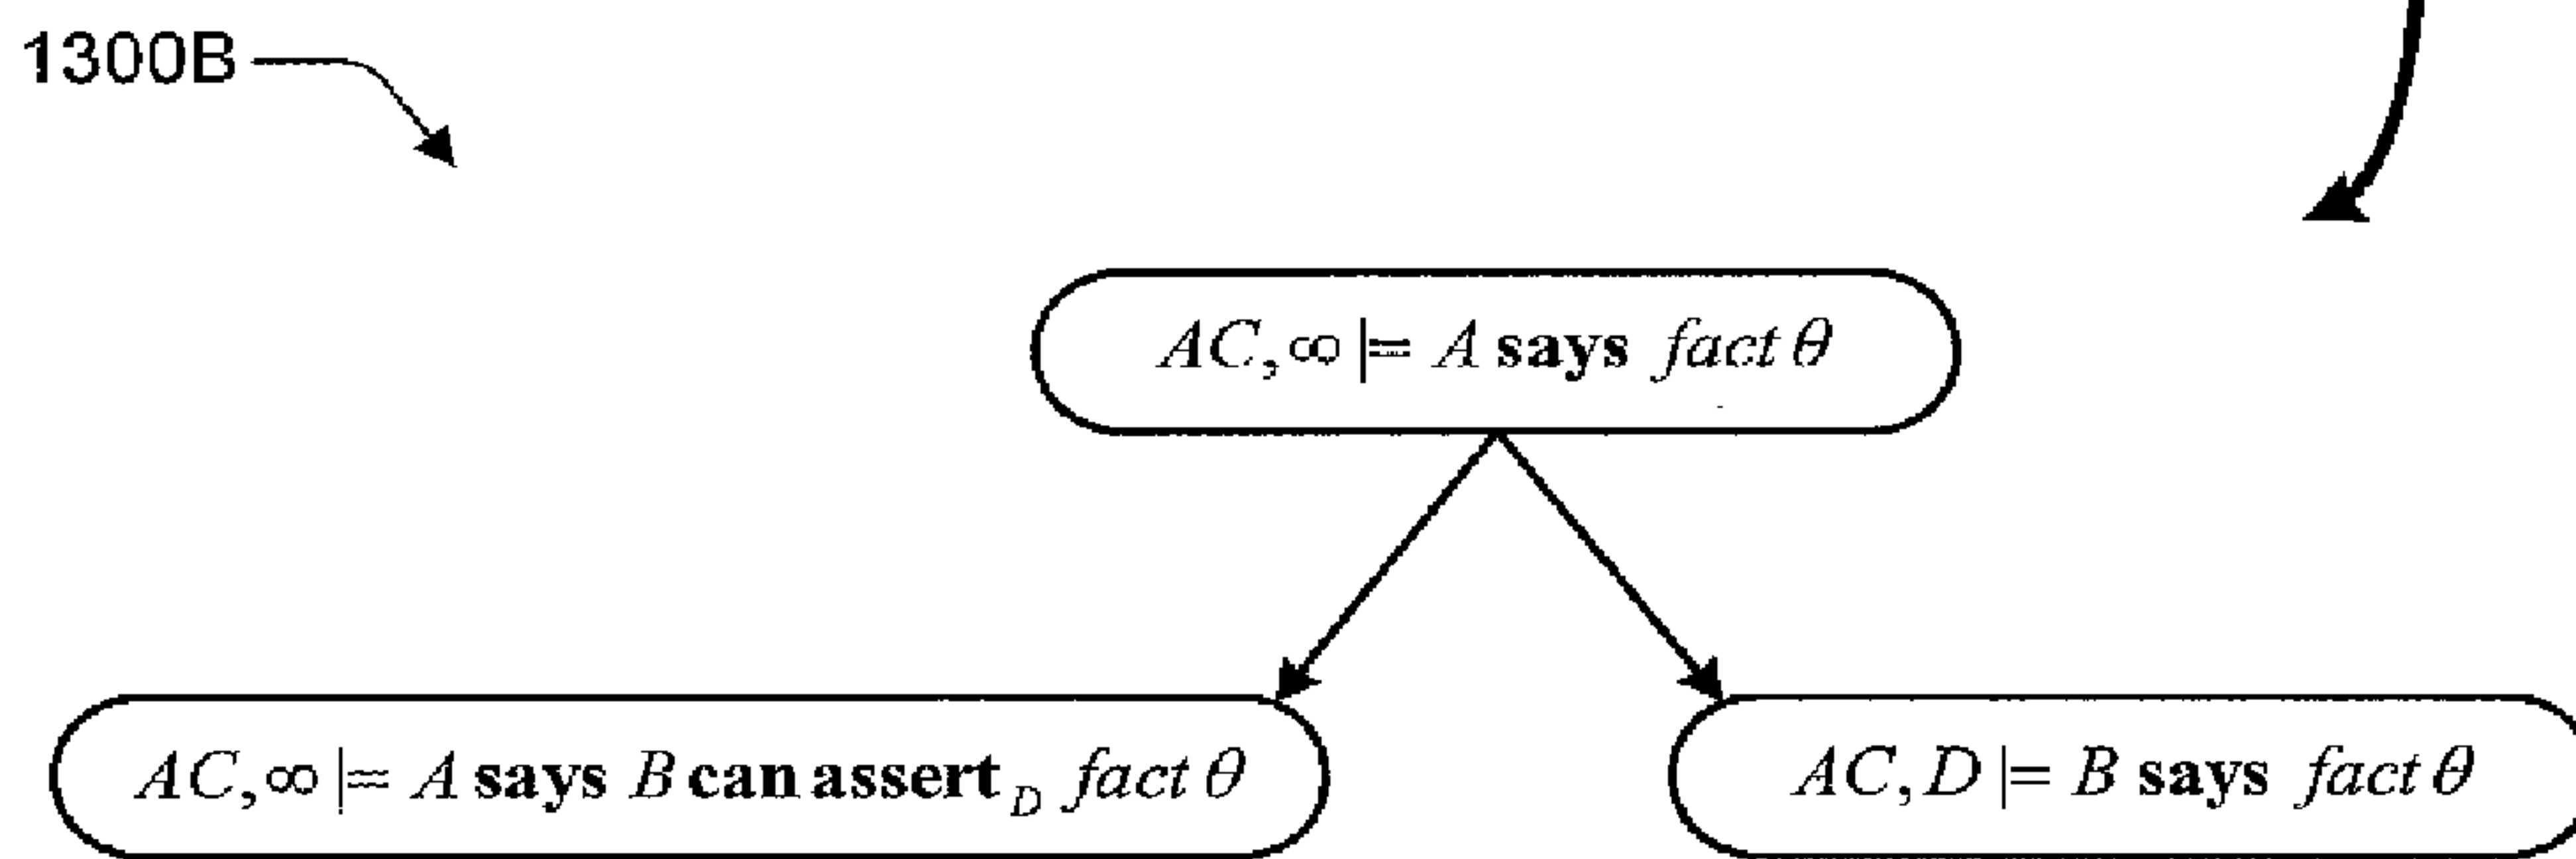 1300B
AC,∞ |= A says fact θ
AC,∞ |= A says B can assert_D fact θ
AC,D |= B says fact θ